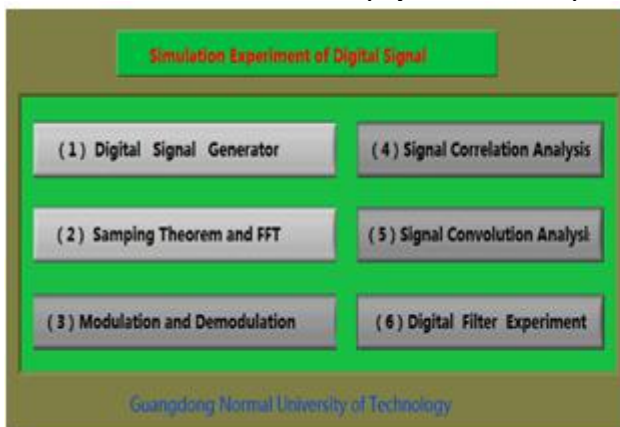 Simulation Experiment of Digital Signal
(1) Digital Signal Generator
(4) Signal Correlation Analysis
(2) Samping Theorem and FFT
(5) Signal Convolution Analysi
(3) Modulation and Demodulation
(6) Digital Filter Experiment
Guangdong Normal University of Technology